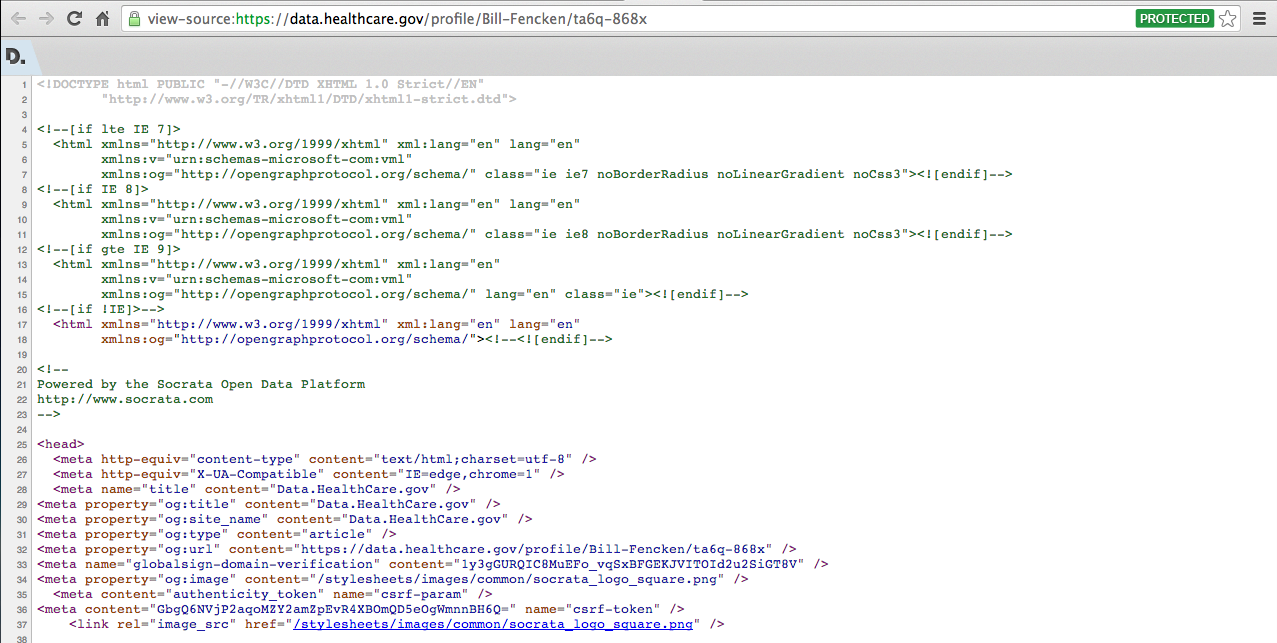 view-source:https://data.healthcare.gov/profile/Bill-Fencken/ta6q-868x PROTECTED
D.
1 <!DOCTYPE html PUBLIC "-//W3C//DTD XHTML 1.0 Strict//EN"
2 "http://www.w3.org/TR/xhtml1/DTD/xhtml1-strict.dtd">
3
4 <!--[if lte IE 7]>
5 <html xmlns="http://www.w3.org/1999/xhtml" xml:lang="en" lang="en"
6 xmlns:v="urn:schemas-microsoft-com:vml"
7 xmlns:og="http://opengraphprotocol.org/schema/" class="ie ie7 noBorderRadius noLinearGradient noCss3"><![endif]-->
8 <!--[if IE 8]>
9 <html xmlns="http://www.w3.org/1999/xhtml" xml:lang="en" lang="en"
10 xmlns:v="urn:schemas-microsoft-com:vml"
11 xmlns:og="http://opengraphprotocol.org/schema/" class="ie ie8 noBorderRadius noLinearGradient noCss3"><![endif]-->
12 <!--[if gte IE 9]>
13 <html xmlns="http://www.w3.org/1999/xhtml" xml:lang="en"
14 xmlns:v="urn:schemas-microsoft-com:vml"
15 xmlns:og="http://opengraphprotocol.org/schema/" lang="en" class="ie"><![endif]-->
16 <!--[if !IE]>-->
17 <html xmlns="http://www.w3.org/1999/xhtml" xml:lang="en" lang="en"
18 xmlns:og="http://opengraphprotocol.org/schema/"><!--<![endif]-->
19
20 <!--
21 Powered by the Socrata Open Data Platform
22 http://www.socrata.com
23 -->
24
25 <head>
26 <meta http-equiv="content-type" content="text/html;charset=utf-8" />
27 <meta http-equiv="X-UA-Compatible" content="IE=edge,chrome=1" />
28 <meta name="title" content="Data.HealthCare.gov" />
29 <meta property="og:title" content="Data.HealthCare.gov" />
30 <meta property="og:site_name" content="Data.HealthCare.gov" />
31 <meta property="og:type" content="article" />
32 <meta property="og:url" content="https://data.healthcare.gov/profile/Bill-Fencken/ta6q-868x" />
33 <meta name="globalsign-domain-verification" content="1y3gGURQIC8MuEFo_vqSxBFGEKJVITOId2u2SiGT8V" />
34 <meta property="og:image" content="/stylesheets/images/common/socrata_logo_square.png" />
35 <meta content="authenticity_token" name="csrf-param" />
36 <meta content="GbgQ6NVjP2aqoMZY2amZpEvR4XBOmQD5eOgWmnnBH6Q=" name="csrf-token" />
37 <link rel="image_src" href="/stylesheets/images/common/socrata_logo_square.png" />
38